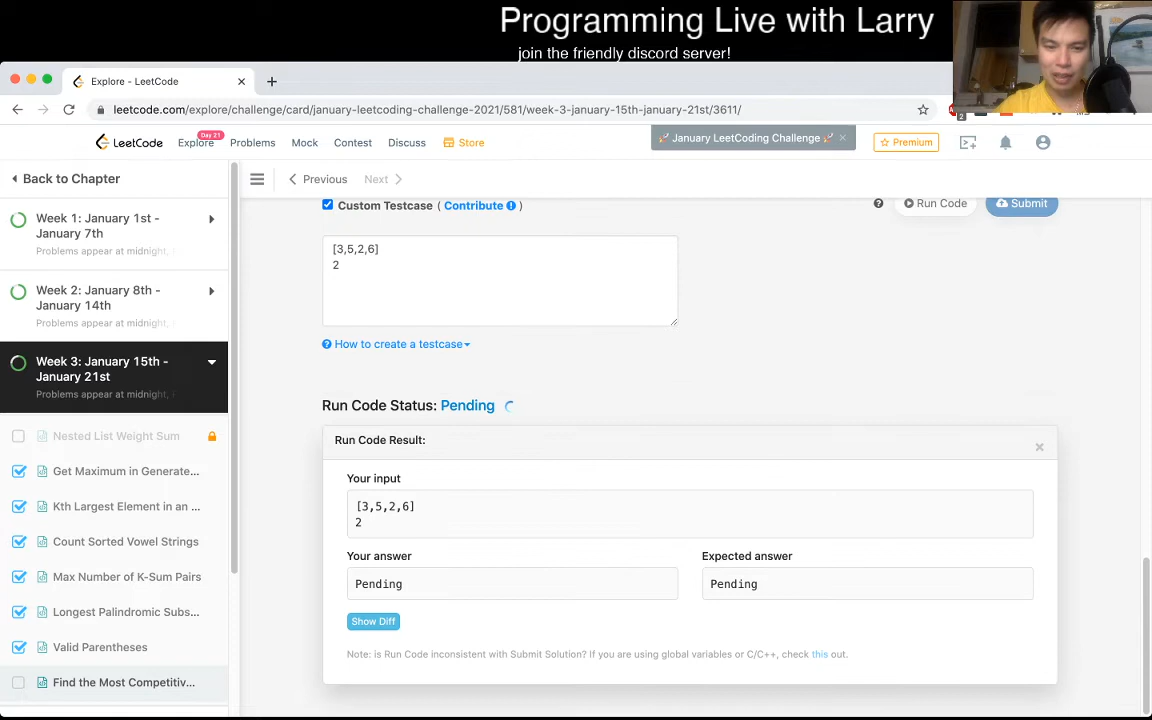 Programming Live with Larry
join the friendly discord server!
Explore - LeetCode
leetcode.com/explore/challenge/card/january-leetcoding-challenge-2021/581/week-3-january-15th-january-21st/3611/
2
LeetCode
Explore
Day 21
Problems
Mock
Contest
Discuss
Store
January LeetCoding Challenge
Premium
Back to Chapter
Previous
Next
Week 1: January 1st -
January 7th
Problems appear at midnight,
Week 2: January 8th -
January 14th
Problems appear at midnight,
Week 3: January 15th -
January 21st
Problems appear at midnight,
Nested List Weight Sum
Get Maximum in Generate...
Kth Largest Element in an ...
Count Sorted Vowel Strings
Max Number of K-Sum Pairs
Longest Palindromic Subs...
Valid Parentheses
Find the Most Competitiv...
Custom Testcase ( Contribute )
Run Code
Submit
[3,5,2,6]
2
How to create a testcase
Run Code Status: Pending
Run Code Result:
Your input
[3,5,2,6]
2
Your answer
Expected answer
Pending
Pending
Show Diff
Note: is Run Code inconsistent with Submit Solution? If you are using global variables or C/C++, check this out.